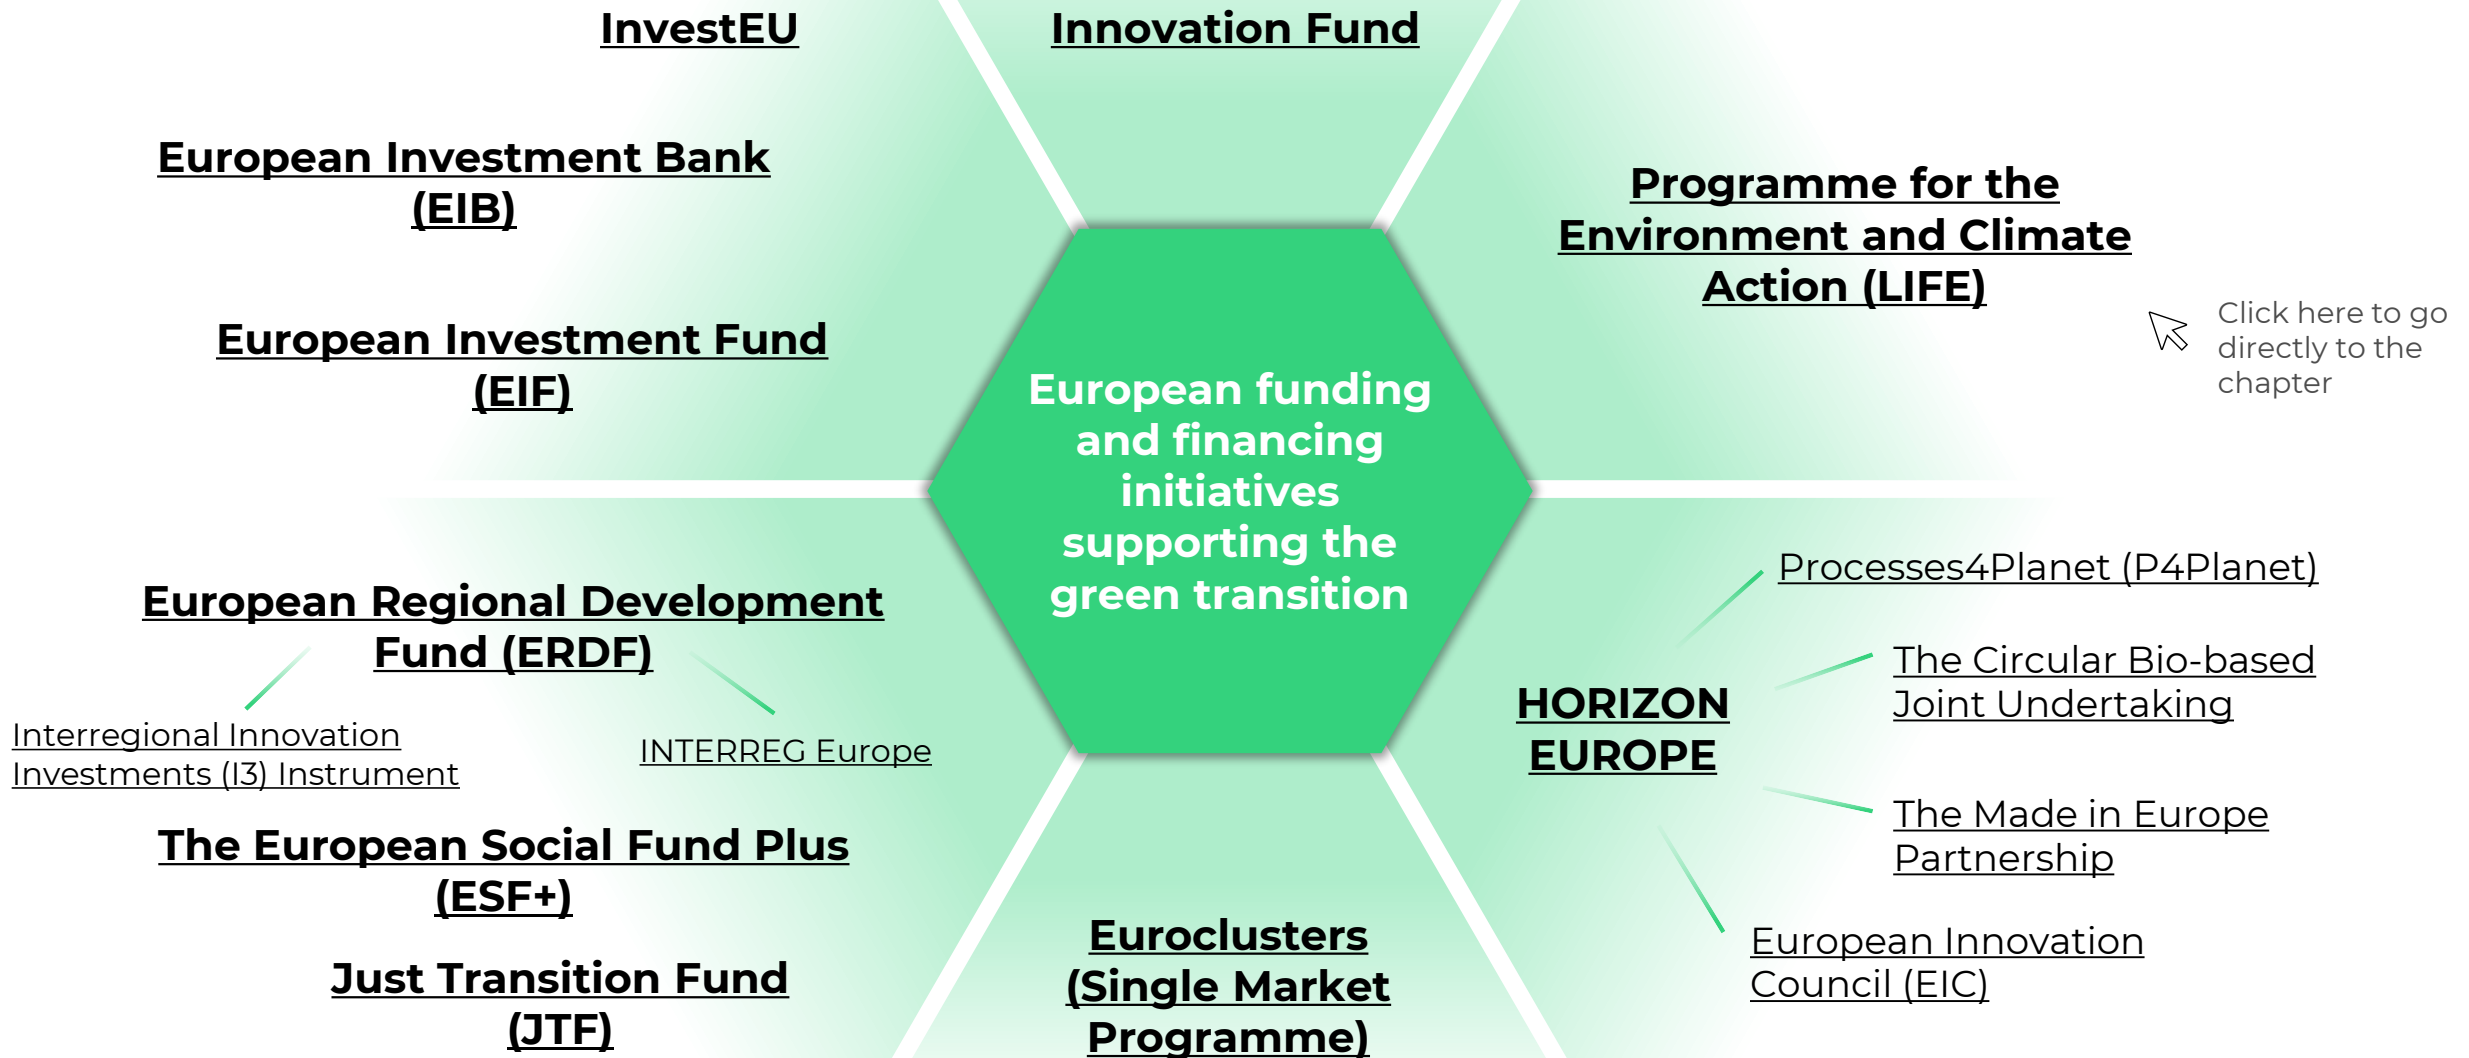 InvestEU
Innovation Fund
European Investment Bank
(EIB)
European Investment Fund
(EIF)
Programme for the
Environment and Climate
Action (LIFE)
Click here to go
directly to the
chapter
European funding
and financing
initiatives
supporting the
green transition
European Regional Development
Fund (ERDF)
Interregional Innovation
Investments (I3) Instrument
INTERREG Europe
The European Social Fund Plus
(ESF+)
Just Transition Fund
(JTF)
Euroclusters
(Single Market
Programme)
HORIZON
EUROPE
Processes4Planet (P4Planet)
The Circular Bio-based
Joint Undertaking
The Made in Europe
Partnership
European Innovation
Council (EIC)